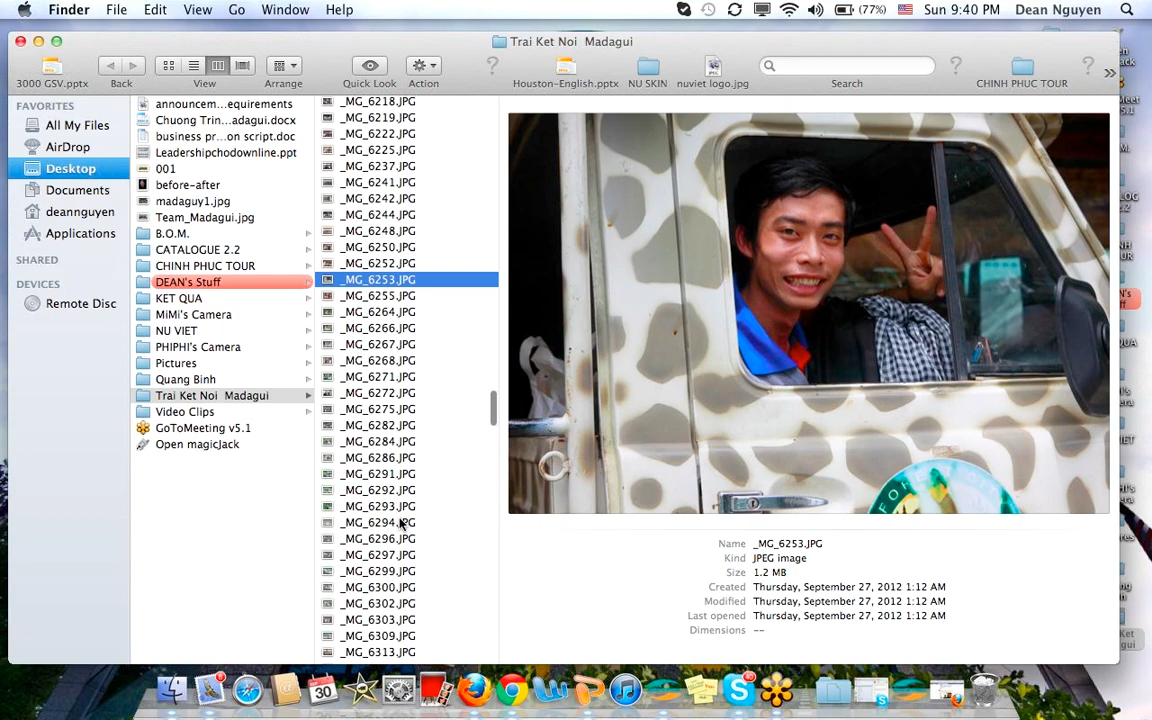 Finder File Edit View Go Window Help (77%) Sun 9:40 PM Dean Nguyen
Trai Ket Noi Madagui
3000 GSV.pptx Back View Arrange Quick Look Action Houston-English.pptx NU SKIN nuviet logo.jpg Search CHINH PHUC TOUR
FAVORITES
All My Files
AirDrop
Desktop
Documents
deannguyen
Applications
SHARED
DEVICES
Remote Disc
announcem...equirements
Chuong Trin...adagui.docx
business pr...on script.doc
Leadershipchodownline.ppt
001
before-after
madaguy1.jpg
Team_Madagui.jpg
B.O.M.
CATALOGUE 2.2
CHINH PHUC TOUR
DEAN's Stuff
KET QUA
MiMi's Camera
NU VIET
PHIPHI's Camera
Pictures
Quang Binh
Trai Ket Noi Madagui
Video Clips
GoToMeeting v5.1
Open magicJack
_MG_6218.JPG
_MG_6219.JPG
_MG_6222.JPG
_MG_6225.JPG
_MG_6237.JPG
_MG_6241.JPG
_MG_6242.JPG
_MG_6244.JPG
_MG_6248.JPG
_MG_6250.JPG
_MG_6252.JPG
_MG_6253.JPG
_MG_6255.JPG
_MG_6264.JPG
_MG_6266.JPG
_MG_6267.JPG
_MG_6268.JPG
_MG_6271.JPG
_MG_6272.JPG
_MG_6275.JPG
_MG_6282.JPG
_MG_6284.JPG
_MG_6286.JPG
_MG_6291.JPG
_MG_6292.JPG
_MG_6293.JPG
_MG_6294.JPG
_MG_6296.JPG
_MG_6297.JPG
_MG_6299.JPG
_MG_6300.JPG
_MG_6302.JPG
_MG_6303.JPG
_MG_6309.JPG
_MG_6313.JPG
Name _MG_6253.JPG
Kind JPEG image
Size 1.2 MB
Created Thursday, September 27, 2012 1:12 AM
Modified Thursday, September 27, 2012 1:12 AM
Last opened Thursday, September 27, 2012 1:12 AM
Dimensions --
30